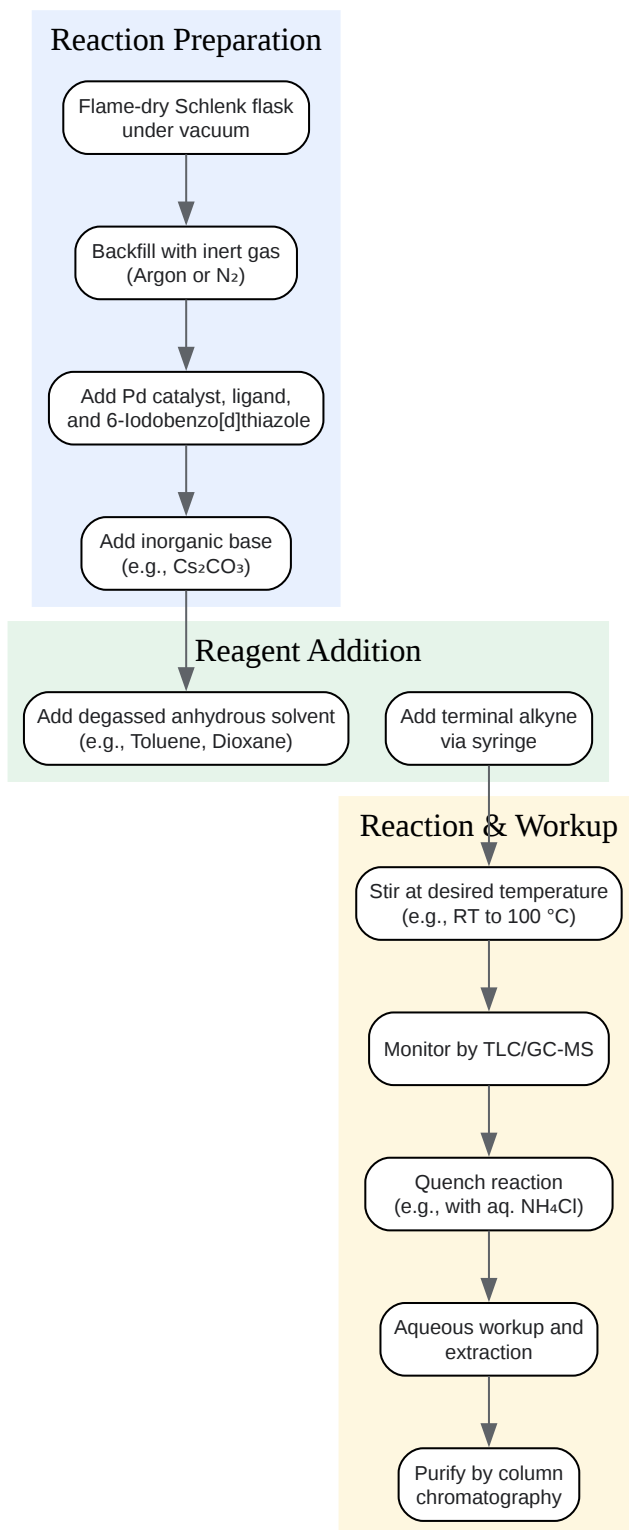 Reaction Preparation
Flame-dry Schlenk flask
under vacuum
Backfill with inert gas
(Argon or N₂)
Add Pd catalyst, ligand,
and 6-Iodobenzo[d]thiazole
Add inorganic base
(e.g., Cs₂CO₃)
Reagent Addition
Add degassed anhydrous solvent
(e.g., Toluene, Dioxane)
Add terminal alkyne
via syringe
Reaction & Workup
Stir at desired temperature
(e.g., RT to 100 °C)
Monitor by TLC/GC-MS
Quench reaction
(e.g., with aq. NH₄Cl)
Aqueous workup and
extraction
Purify by column
chromatography